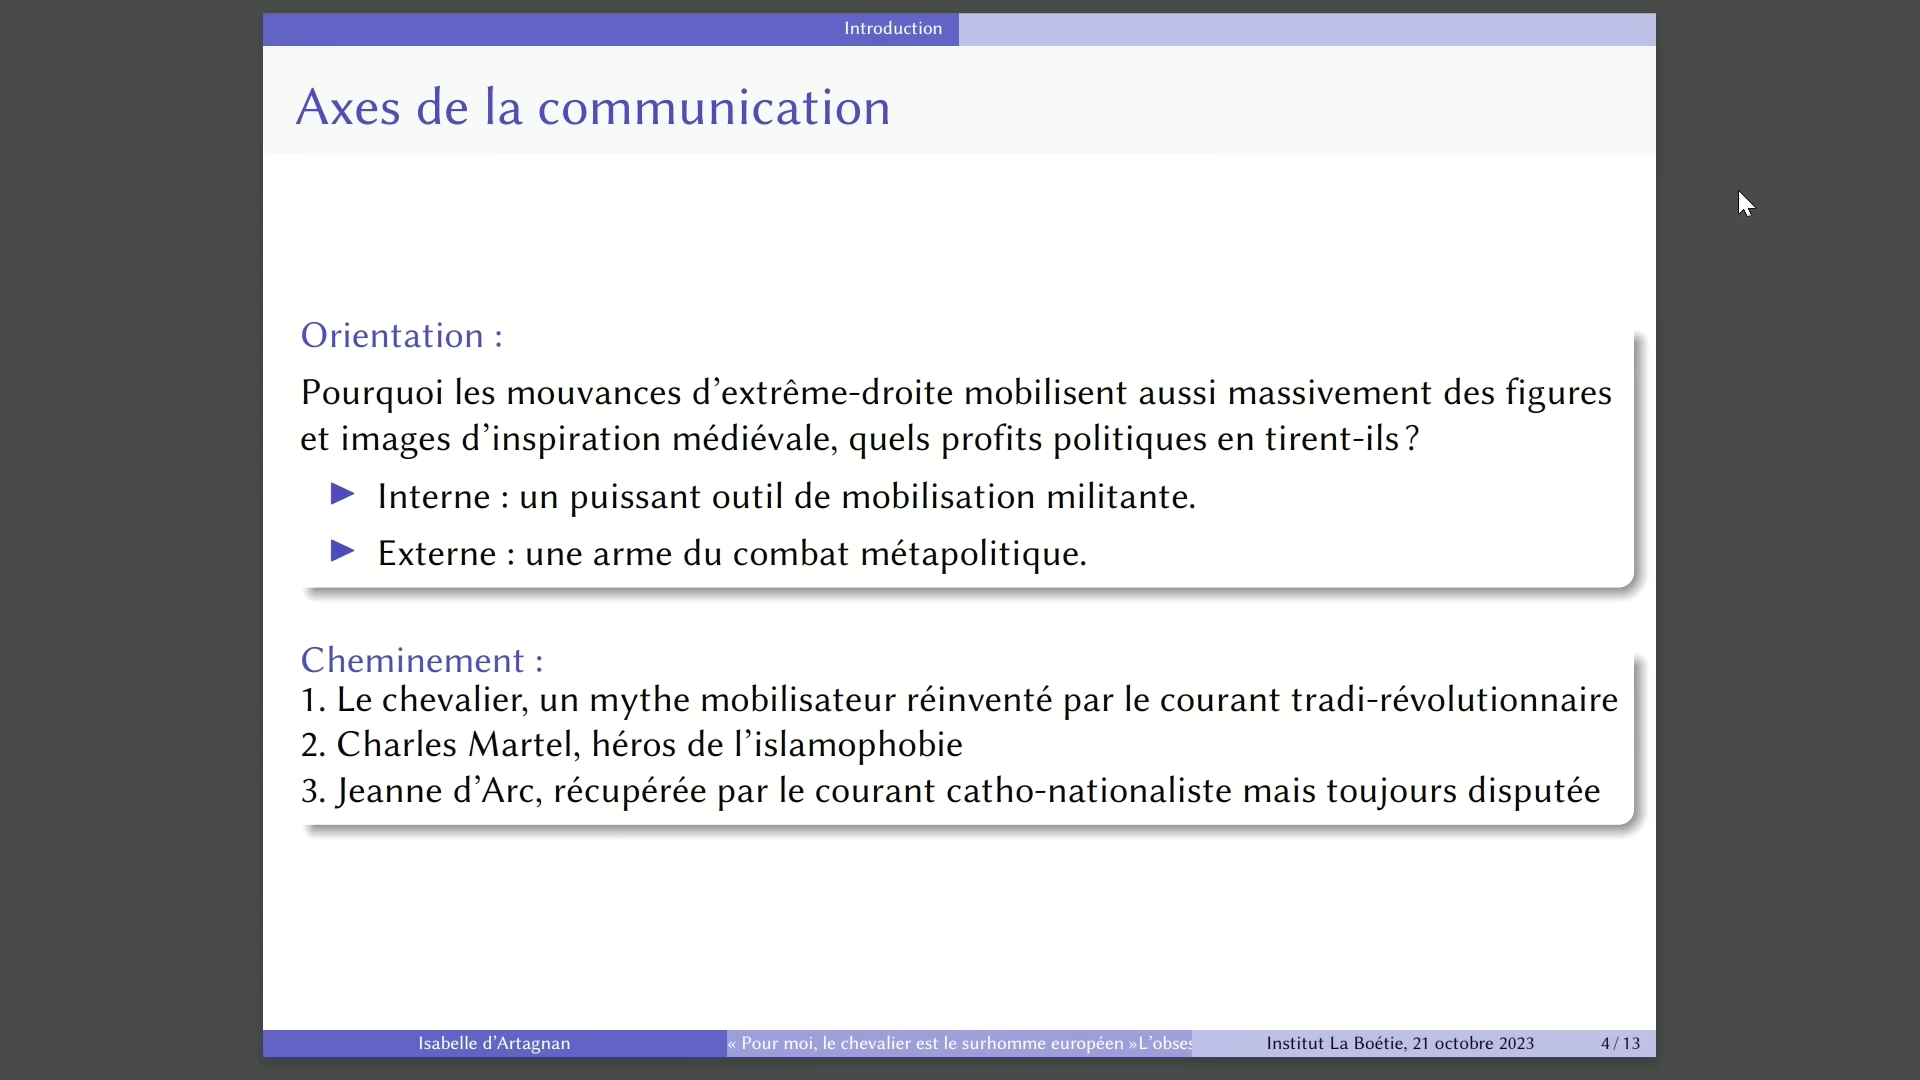 Introduction
Axes de la communication
Orientation :
Pourquoi les mouvances d’extrême-droite mobilisent aussi massivement des figures
et images d’inspiration médiévale, quels profits politiques en tirent-ils ?
▶ Interne : un puissant outil de mobilisation militante.
▶ Externe : une arme du combat métapolitique.
Cheminement :
1. Le chevalier, un mythe mobilisateur réinventé par le courant tradi-révolutionnaire
2. Charles Martel, héros de l’islamophobie
3. Jeanne d’Arc, récupérée par le courant catho-nationaliste mais toujours disputée
Isabelle d’Artagnan « Pour moi, le chevalier est le surhomme européen »L’obses Institut La Boétie, 21 octobre 2023 4 / 13